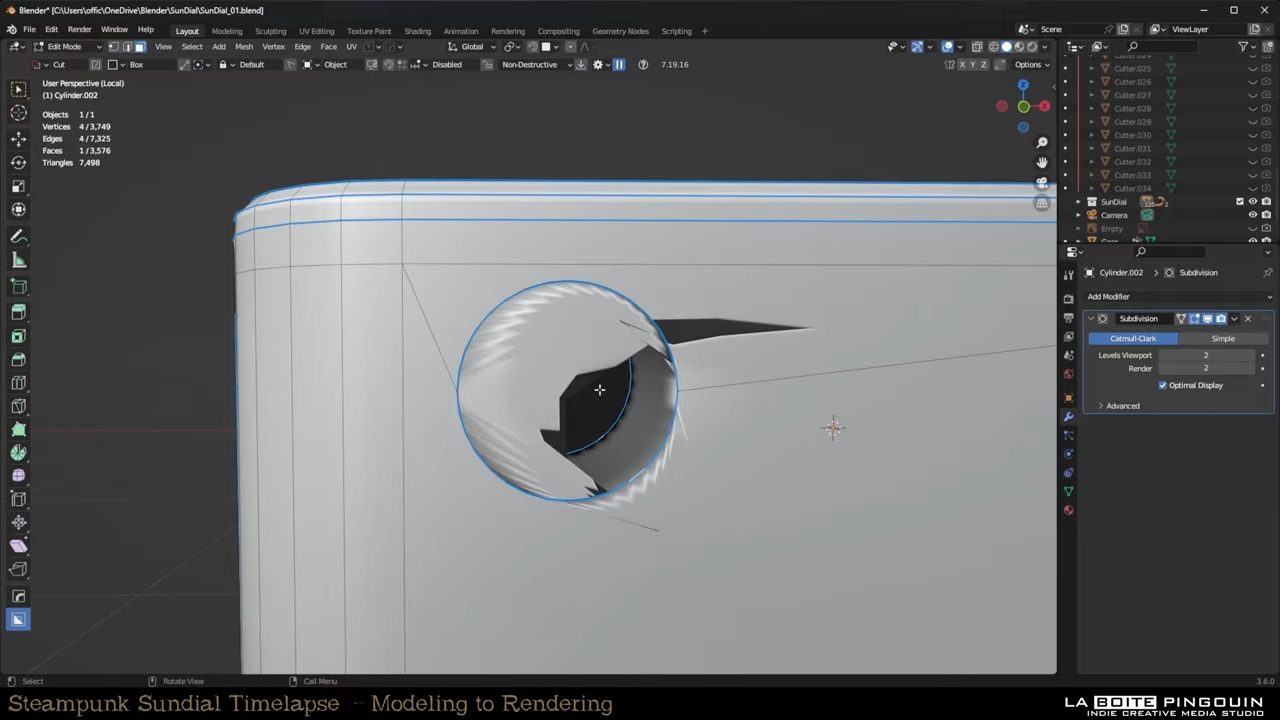 Blender* [C:\Users\offic\OneDrive\Blender\SunDial\SunDial_01.blend]
File Edit Render Window Help Layout Modeling Sculpting UV Editing Texture Paint Shading Animation Rendering Compositing Geometry Nodes Scripting + Scene ViewLayer
Edit Mode View Select Add Mesh Vertex Edge Face UV Global
Cut Box Default Object Disabled Non-Destructive 7.19.16 X Y Z Options
User Perspective (Local)
(1) Cylinder.002
Objects 1/1
Vertices 4/3,749
Edges 4/7,325
Faces 1/3,576
Triangles 7,498
Z
X
Cutter.025
Cutter.026
Cutter.027
Cutter.028
Cutter.029
Cutter.030
Cutter.031
Cutter.032
Cutter.033
Cutter.034
SunDial
Camera
Empty
Cylinder.002 > Subdivision
Add Modifier
Subdivision
Catmull-Clark Simple
Levels Viewport 2
Render 2
Optimal Display
Advanced
Select Rotate View Call Menu 3.6.0
Steampunk Sundial Timelapse - Modeling to Rendering
LA BOITE PINGOUIN
INDIE CREATIVE MEDIA STUDIO